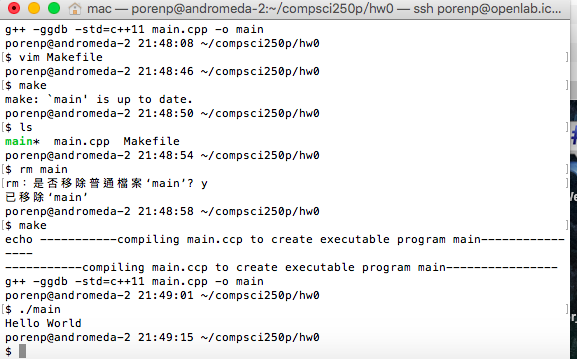 mac — porenp@andromeda-2:~/compsci250p/hw0 — ssh porenp@openlab.ic...
g++ -ggdb -std=c++11 main.cpp -o main
porenp@andromeda-2 21:48:08 ~/compsci250p/hw0
[$ vim Makefile ]
porenp@andromeda-2 21:48:46 ~/compsci250p/hw0
[$ make ]
make: `main' is up to date.
porenp@andromeda-2 21:48:50 ~/compsci250p/hw0
[$ ls ]
main*  main.cpp  Makefile
porenp@andromeda-2 21:48:54 ~/compsci250p/hw0
[$ rm main ]
[rm：是否移除普通檔案‘main’? y ]
已移除‘main’
porenp@andromeda-2 21:48:58 ~/compsci250p/hw0
[$ make ]
echo ------------compiling main.ccp to create executable program main-------------
----
------------compiling main.ccp to create executable program main-----------------
g++ -ggdb -std=c++11 main.cpp -o main
porenp@andromeda-2 21:49:01 ~/compsci250p/hw0
[$ ./main ]
Hello World
porenp@andromeda-2 21:49:15 ~/compsci250p/hw0
$